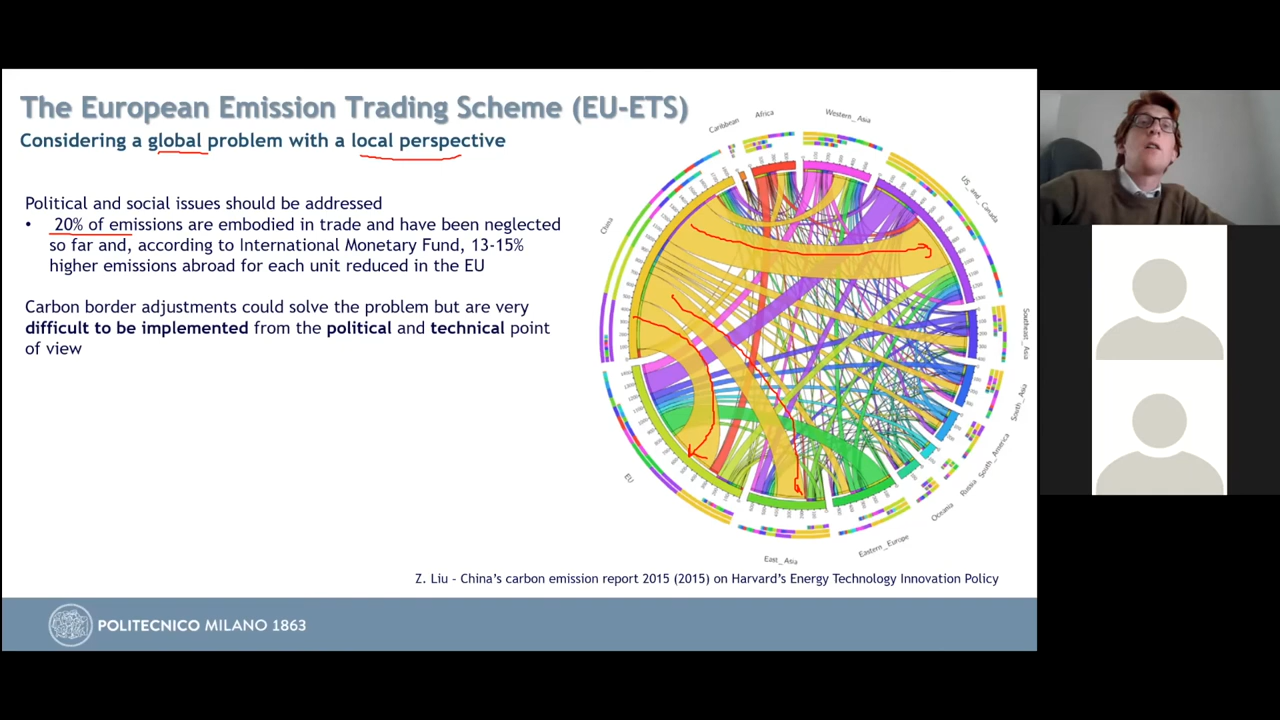 The European Emission Trading Scheme (EU-ETS)
Considering a global problem with a local perspective
Political and social issues should be addressed
• 20% of emissions are embodied in trade and have been neglected
so far and, according to International Monetary Fund, 13-15%
higher emissions abroad for each unit reduced in the EU
Carbon border adjustments could solve the problem but are very
difficult to be implemented from the political and technical point
of view
Caribbean
Africa
Western_Asia
US_and_Canada
China
Southeast_Asia
South_Asia
South_America
Russia
Oceania
Eastern_Europe
East_Asia
EU
Z. Liu - China's carbon emission report 2015 (2015) on Harvard's Energy Technology Innovation Policy
POLITECNICO MILANO 1863